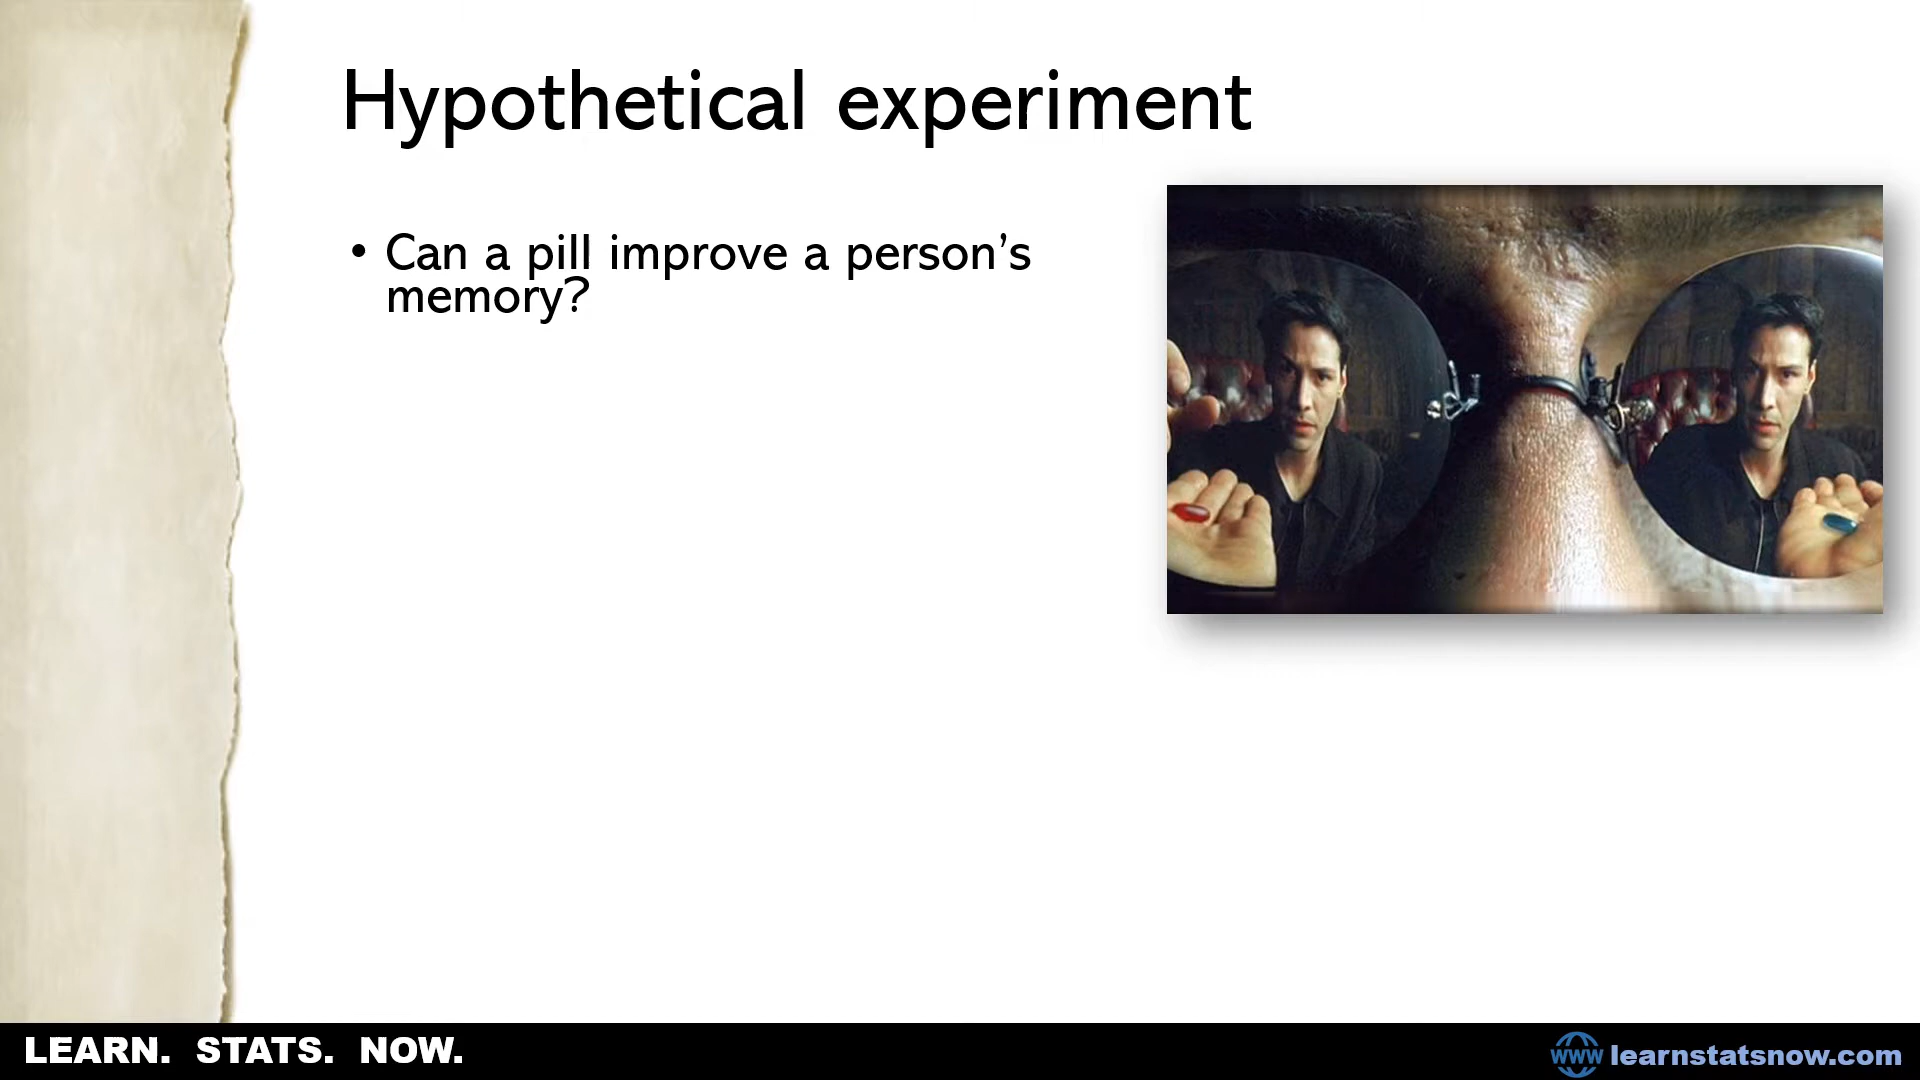 Hypothetical experiment
• Can a pill improve a person’s
memory?
LEARN. STATS. NOW.
www learnstatsnow.com